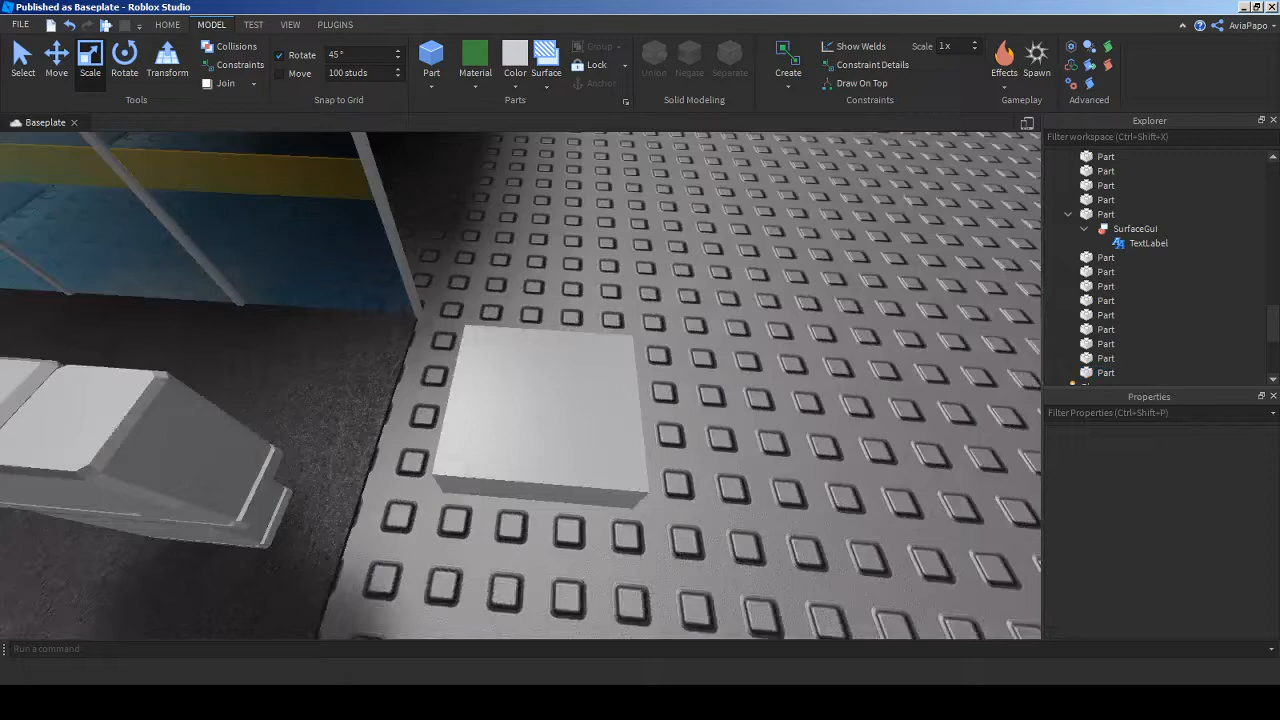 Published as Baseplate - Roblox Studio
FILE HOME MODEL TEST VIEW PLUGINS AviaPapo
Select Move Scale Rotate Transform
Collisions
Constraints
Join
Tools
Rotate 45°
Move 100 studs
Snap to Grid
Part Material Color Surface
Group
Lock
Anchor
Parts
Union Negate Separate
Solid Modeling
Create
Show Welds Scale 1x
Constraint Details
Draw On Top
Constraints
Effects Spawn
Gameplay
Advanced
Baseplate
Explorer
Filter workspace (Ctrl+Shift+X)
Part
Part
Part
Part
Part
SurfaceGui
TextLabel
Part
Part
Part
Part
Part
Part
Part
Part
Part
Properties
Filter Properties (Ctrl+Shift+P)
Run a command